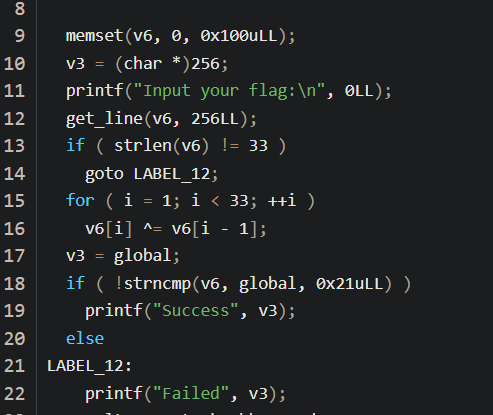 8
9 memset(v6, 0, 0x100uLL);
10 v3 = (char *)256;
11 printf("Input your flag:\n", 0LL);
12 get_line(v6, 256LL);
13 if ( strlen(v6) != 33 )
14 goto LABEL_12;
15 for ( i = 1; i < 33; ++i )
16 v6[i] ^= v6[i - 1];
17 v3 = global;
18 if ( !strncmp(v6, global, 0x21uLL) )
19 printf("Success", v3);
20 else
21 LABEL_12:
22 printf("Failed", v3);